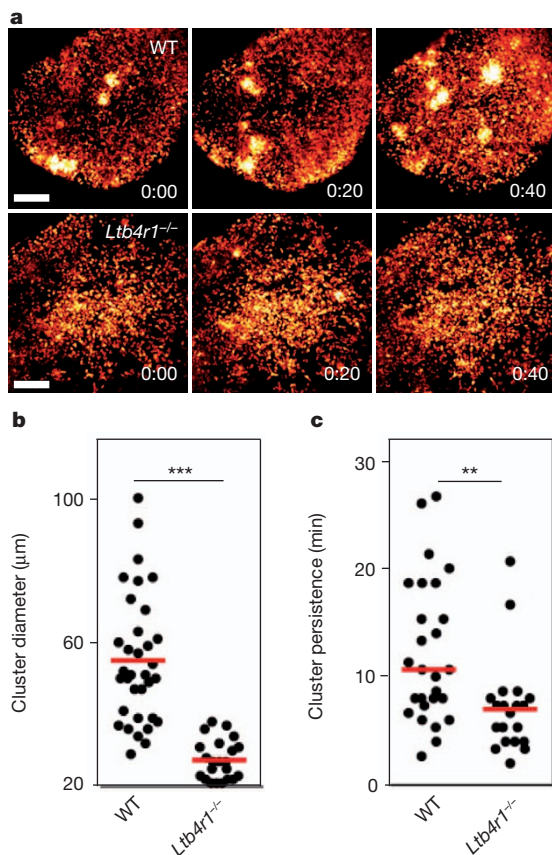 a
WT
0:00
0:20
0:40
Ltb4r1−/−
0:00
0:20
0:40
b
Cluster diameter (μm)
100
60
20
***
WT
Ltb4r1−/−
c
Cluster persistence (min)
30
20
10
0
**
WT
Ltb4r1−/−